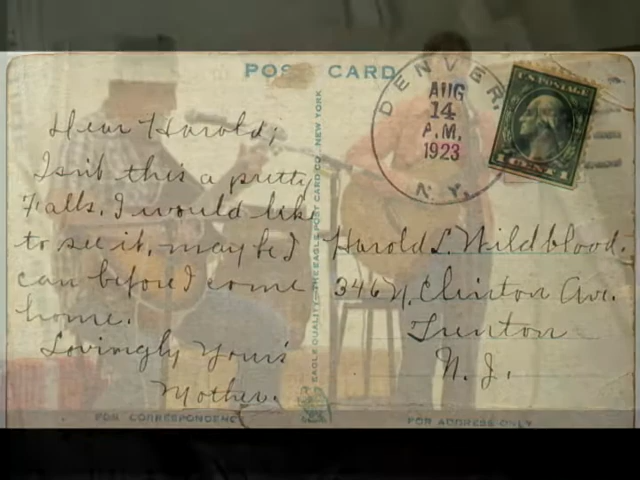 POST CARD
DENVER,
AUG
14
A.M.
1923
N.Y.
U.S. POSTAGE
1 CENT 1
Dear Harold;
Isn't this a pretty
Falls. I would like
to see it, maybe I
can before I come
home.
Lovingly Yours
Mother.
EAGLE QUALITY—THE EAGLE POST CARD CO. NEW YORK
Harold L. Wildblood.
346 N. Clinton Ave.
Trenton
N. J.
FOR CORRESPONDENCE
FOR ADDRESS ONLY